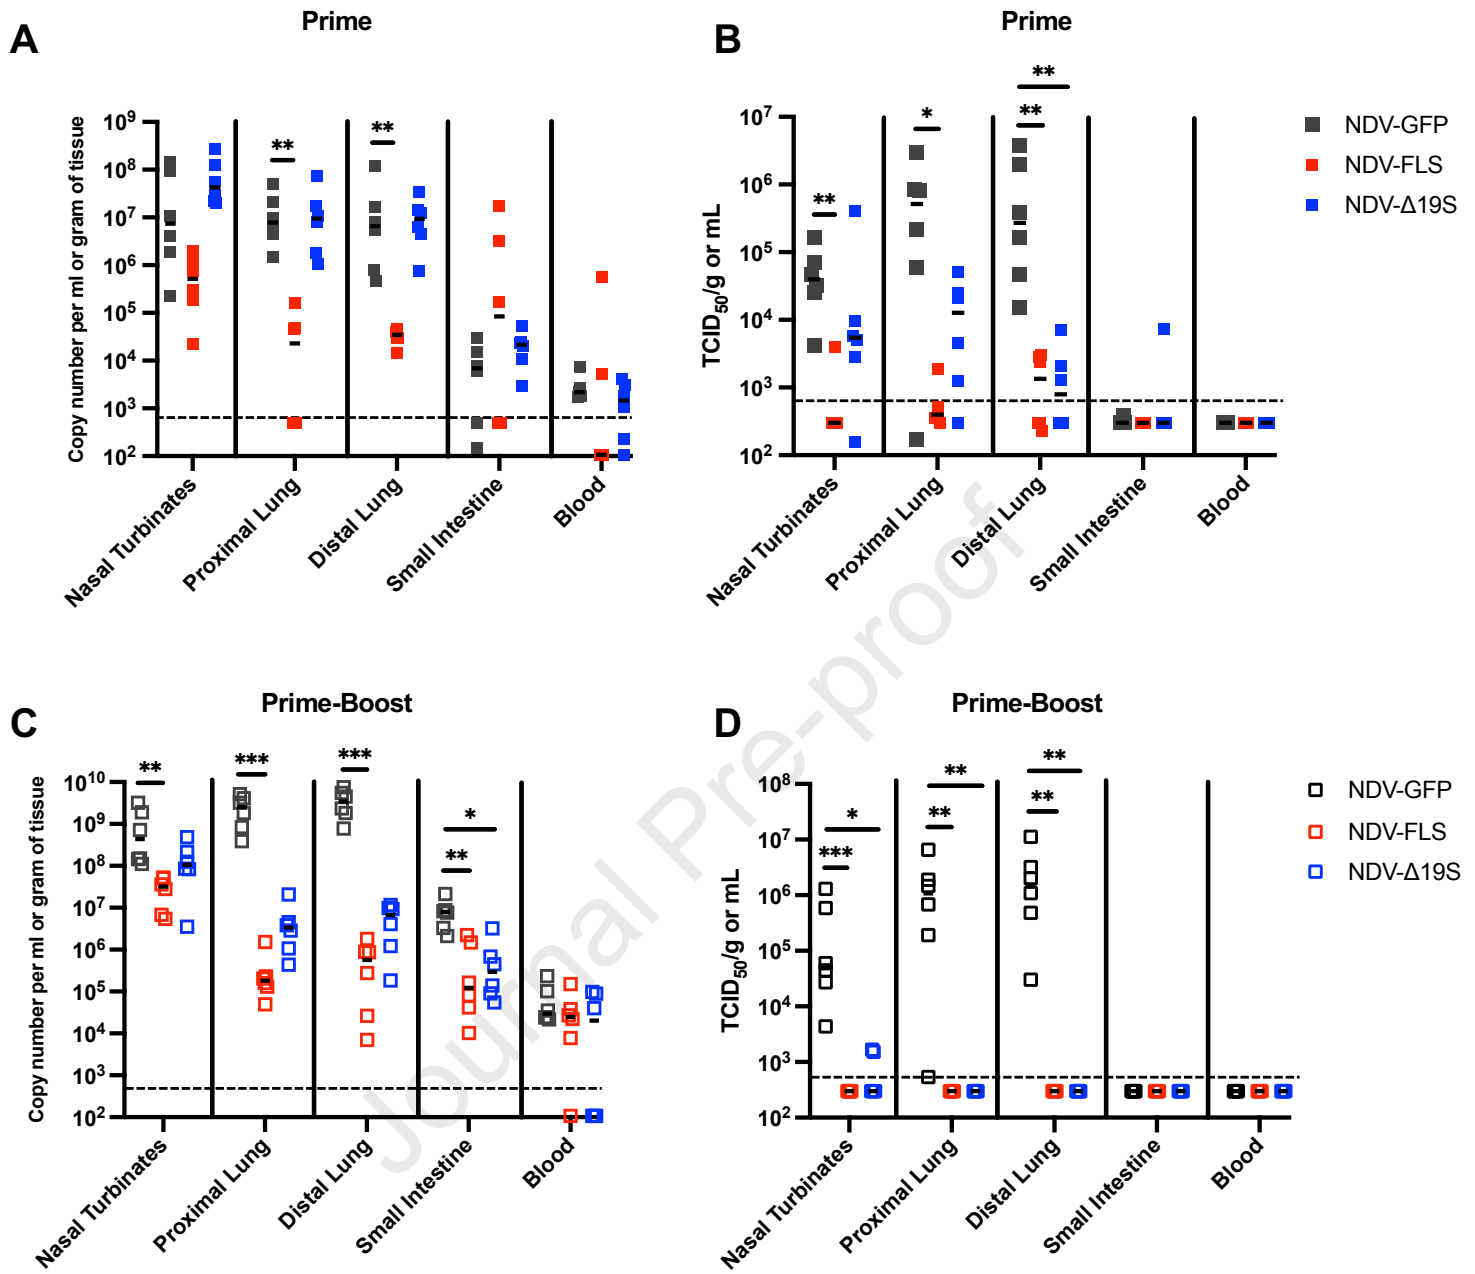 A
Prime
Copy number per ml or gram of tissue
10⁹
10⁸
10⁷
10⁶
10⁵
10⁴
10³
10²
**
**
Nasal Turbinates
Proximal Lung
Distal Lung
Small Intestine
Blood
B
Prime
TCID₅₀/g or mL
10⁷
10⁶
10⁵
10⁴
10³
10²
**
*
**
**
Nasal Turbinates
Proximal Lung
Distal Lung
Small Intestine
Blood
NDV-GFP
NDV-FLS
NDV-Δ19S
C
Prime-Boost
Copy number per ml or gram of tissue
10¹⁰
10⁹
10⁸
10⁷
10⁶
10⁵
10⁴
10³
10²
**
***
***
*
**
Nasal Turbinates
Proximal Lung
Distal Lung
Small Intestine
Blood
D
Prime-Boost
TCID₅₀/g or mL
10⁸
10⁷
10⁶
10⁵
10⁴
10³
10²
*
***
**
**
**
**
Nasal Turbinates
Proximal Lung
Distal Lung
Small Intestine
Blood
NDV-GFP
NDV-FLS
NDV-Δ19S
Journal Pre-proof